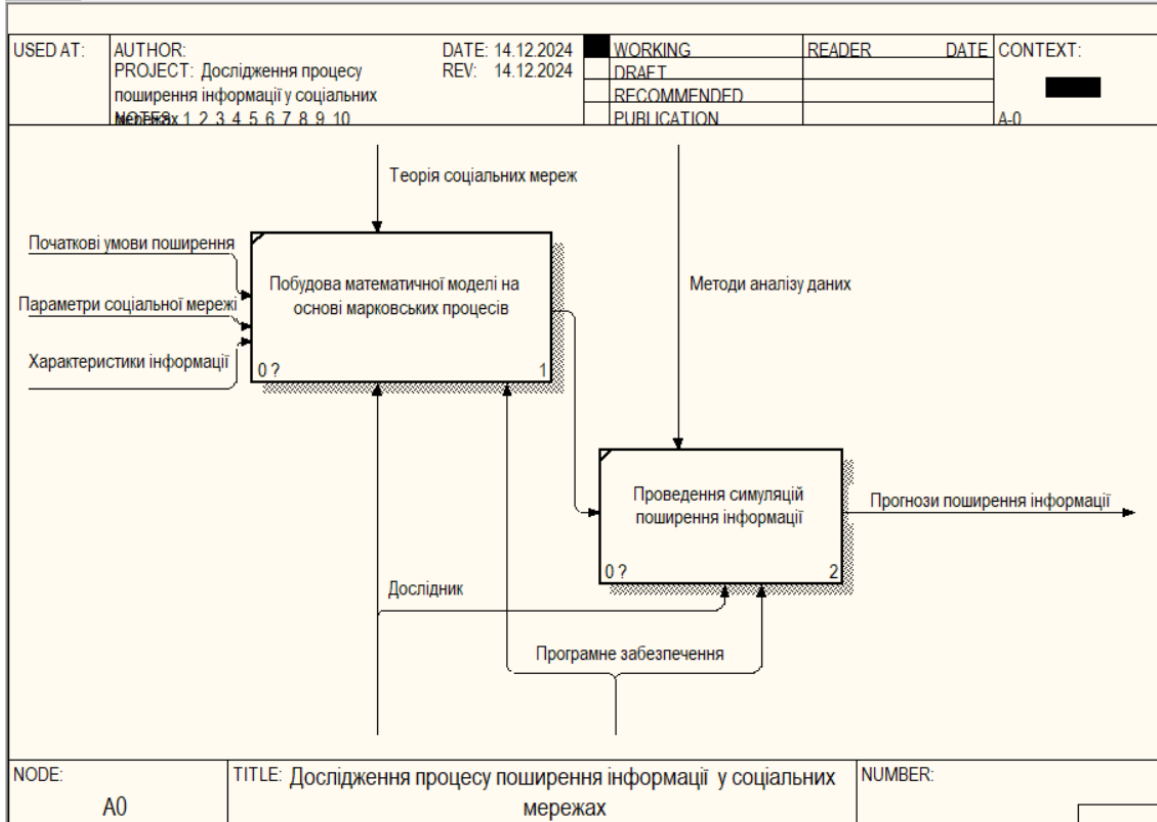 USED AT:
AUTHOR:
DATE: 14.12.2024
PROJECT: Дослідження процесу
REV: 14.12.2024
поширення інформації у соціальних
мережах
NOTES: 1 2 3 4 5 6 7 8 9 10
WORKING
DRAFT
RECOMMENDED
PUBLICATION
READER DATE
CONTEXT:
A-0
Теорія соціальних мереж
Початкові умови поширення
Параметри соціальної мережі
Характеристики інформації
Побудова математичної моделі на
основі марковських процесів
0 ? 1
Методи аналізу даних
Проведення симуляцій
поширення інформації
0 ? 2
Прогнози поширення інформації
Дослідник
Програмне забезпечення
NODE:
A0
TITLE: Дослідження процесу поширення інформації у соціальних
мережах
NUMBER: